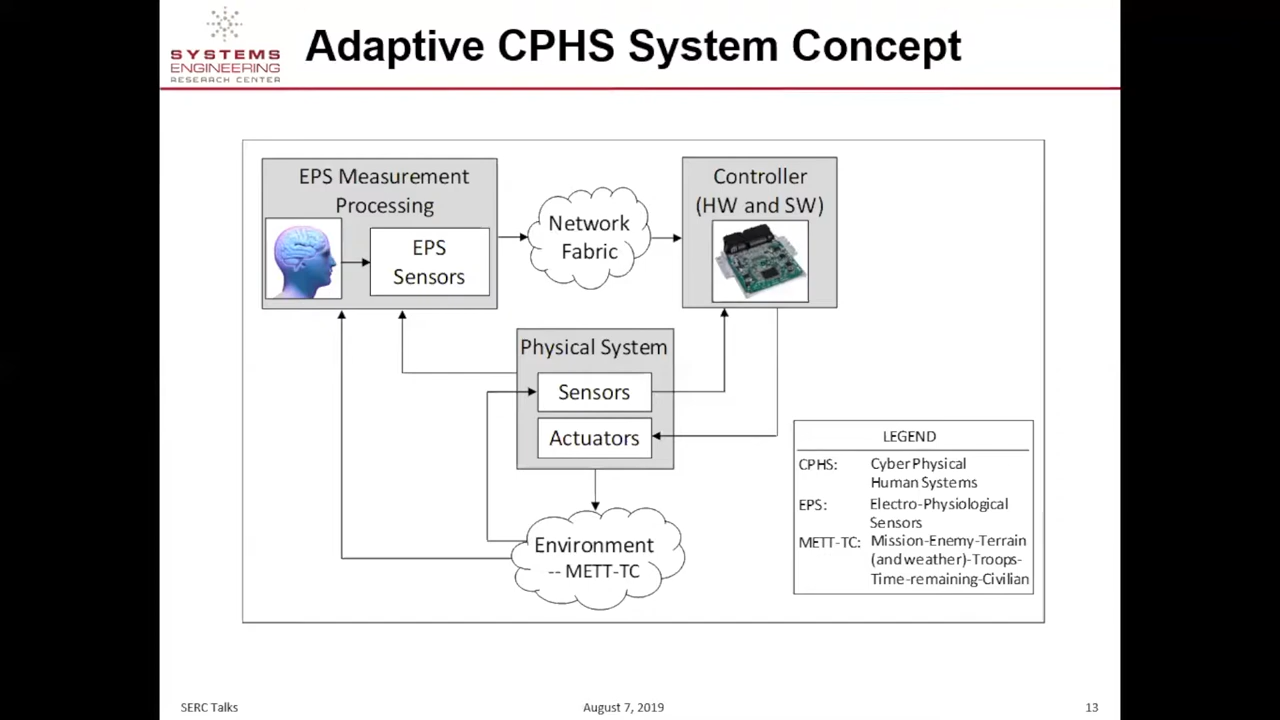 SYSTEMS
ENGINEERING
RESEARCH CENTER
Adaptive CPHS System Concept
EPS Measurement
Processing
EPS
Sensors
Network
Fabric
Controller
(HW and SW)
Physical System
Sensors
Actuators
Environment
-- METT-TC
LEGEND
CPHS: Cyber Physical
Human Systems
EPS: Electro-Physiological
Sensors
METT-TC: Mission-Enemy-Terrain
(and weather)-Troops-
Time-remaining-Civilian
SERC Talks
August 7, 2019
13